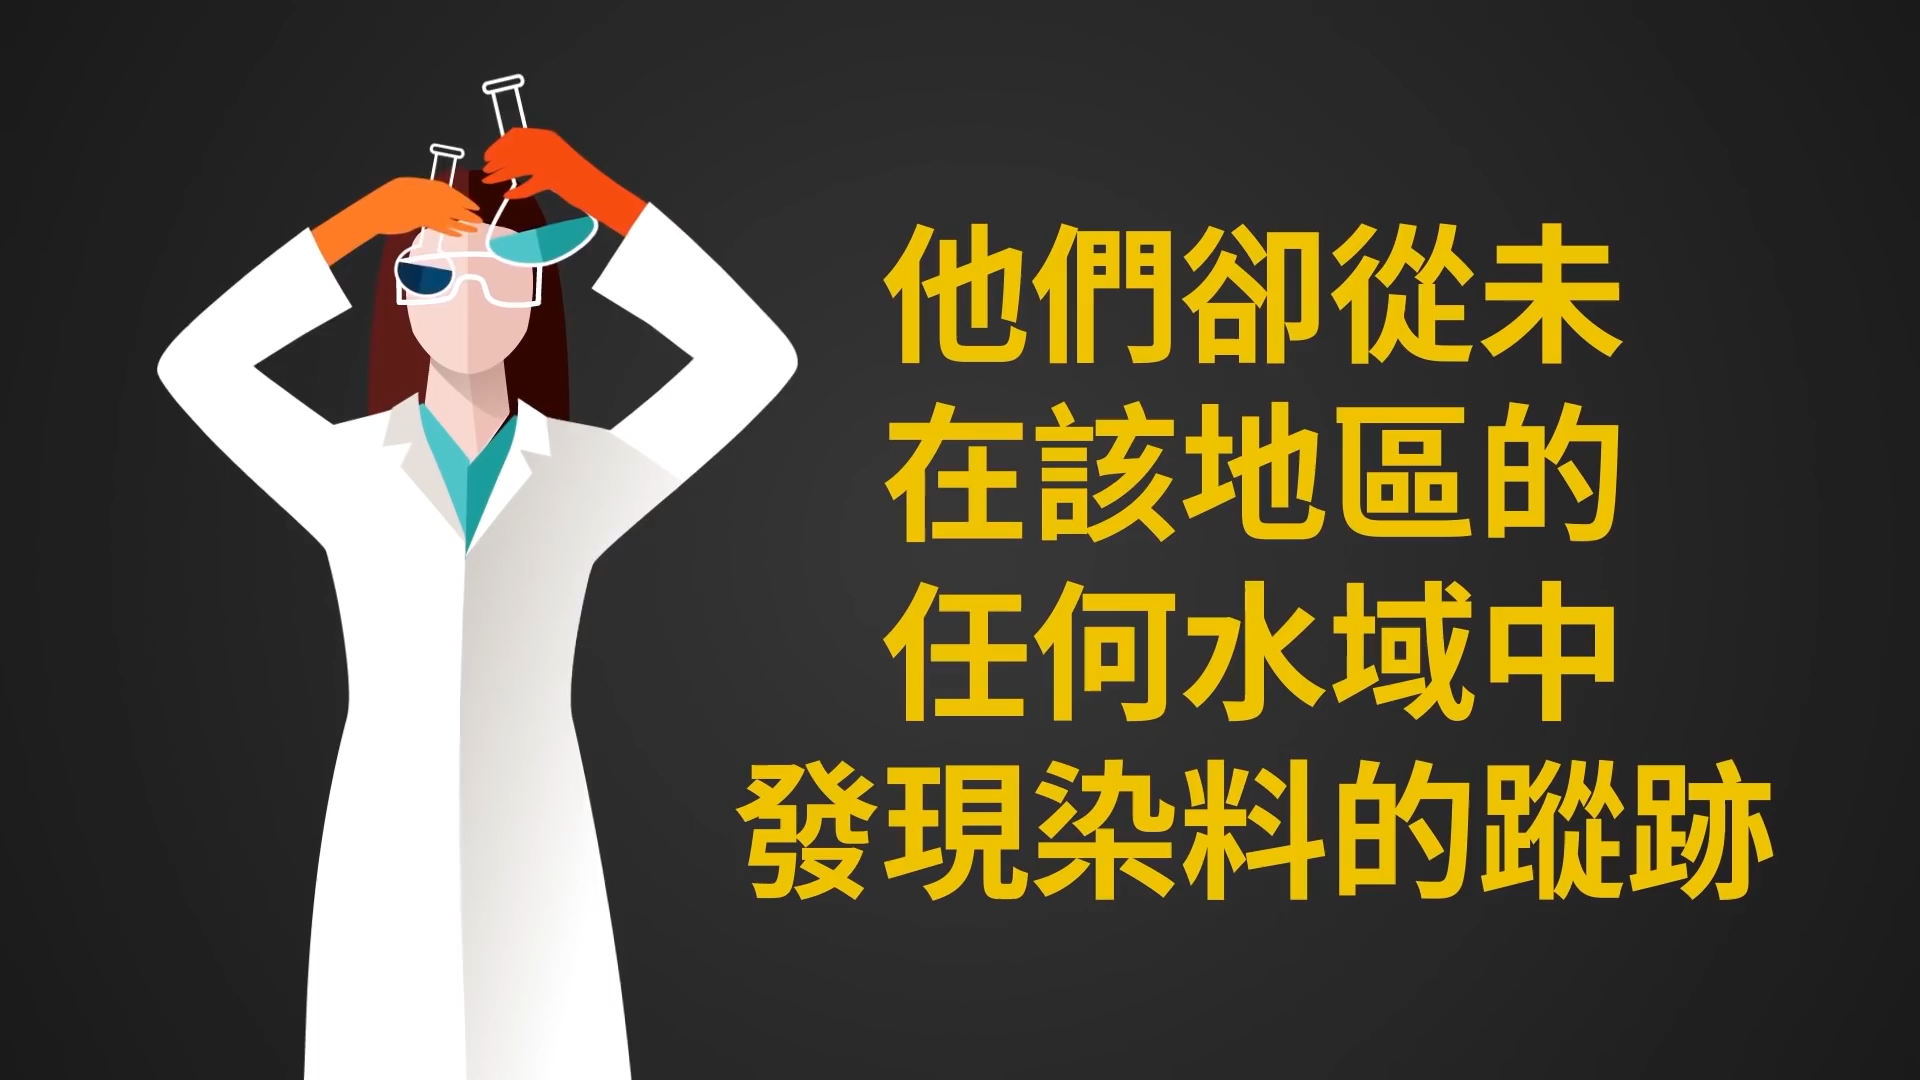 他們卻從未
在該地區的
任何水域中
發現染料的蹤跡